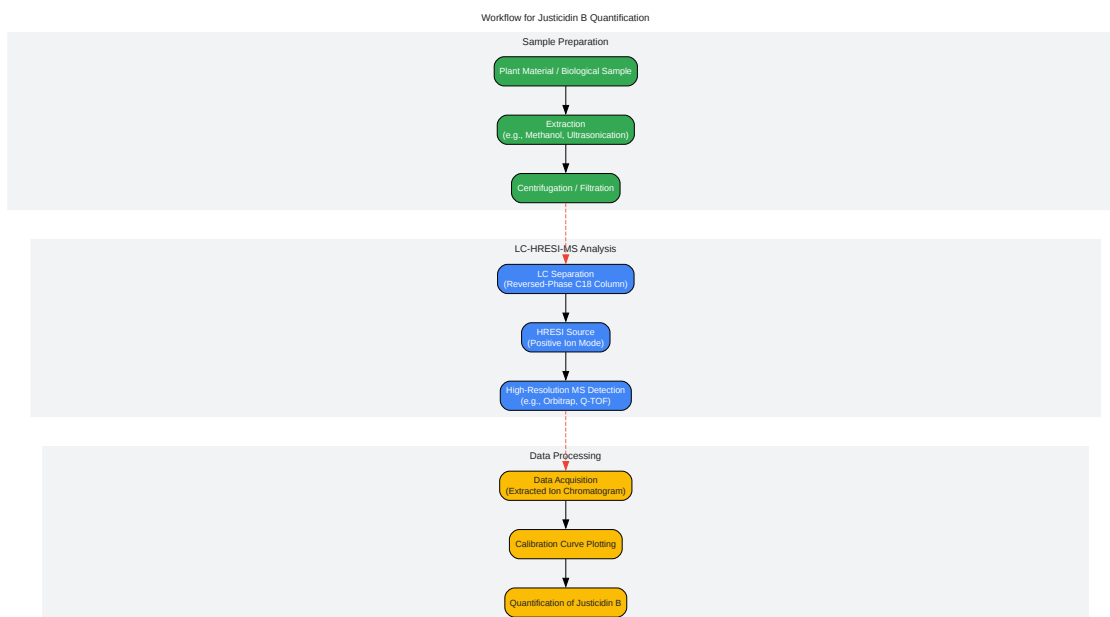 Workflow for Justicidin B Quantification
Sample Preparation
Plant Material / Biological Sample
Extraction
(e.g., Methanol, Ultrasonication)
Centrifugation / Filtration
LC-HRESI-MS Analysis
LC Separation
(Reversed-Phase C18 Column)
HRESI Source
(Positive Ion Mode)
High-Resolution MS Detection
(e.g., Orbitrap, Q-TOF)
Data Processing
Data Acquisition
(Extracted Ion Chromatogram)
Calibration Curve Plotting
Quantification of Justicidin B